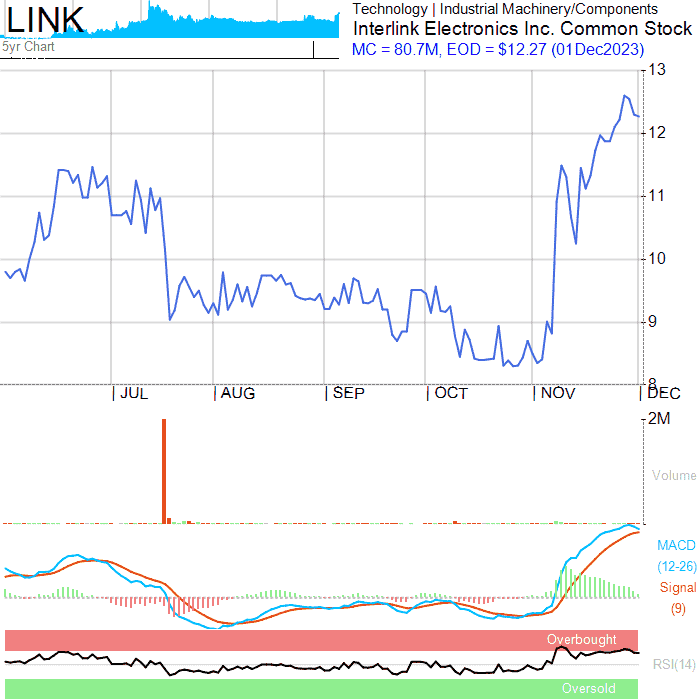 LINK
Technology | Industrial Machinery/Components
Interlink Electronics Inc. Common Stock
5yr Chart
MC = 80.7M, EOD = $12.27 (01Dec2023)
13
12
11
10
9
8
JUL AUG SEP OCT NOV DEC
2M
Volume
MACD
(12-26)
Signal
(9)
Overbought
RSI(14)
Oversold